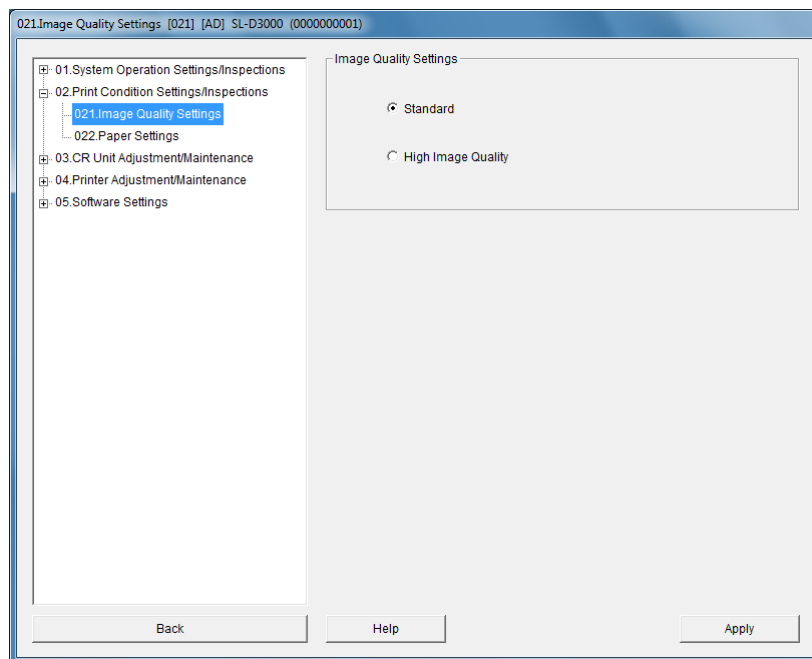 021.Image Quality Settings [021] [AD] SL-D3000 (0000000001)
01.System Operation Settings/Inspections
02.Print Condition Settings/Inspections
021.Image Quality Settings
022.Paper Settings
03.CR Unit Adjustment/Maintenance
04.Printer Adjustment/Maintenance
05.Software Settings
Image Quality Settings
Standard
High Image Quality
Back
Help
Apply